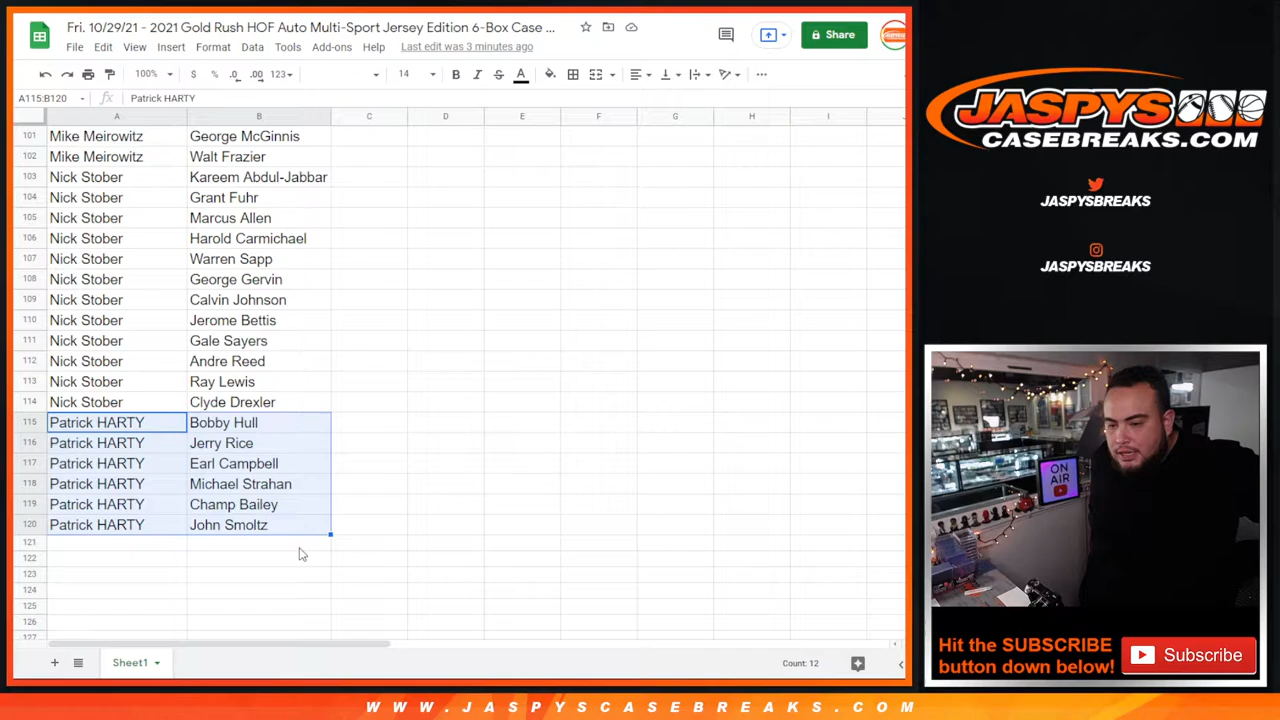 Fri. 10/29/21 - 2021 Gold Rush HOF Auto Multi-Sport Jersey Edition 6-Box Case ...
File Edit View Insert Format Data Tools Add-ons Help Last edit was 3 minutes ago
Share
100% $ % .0 .00 123 14 B I S A
A115:B120 fx Patrick HARTY
A B C D E F G H I
101 Mike Meirowitz George McGinnis
102 Mike Meirowitz Walt Frazier
103 Nick Stober Kareem Abdul-Jabbar
104 Nick Stober Grant Fuhr
105 Nick Stober Marcus Allen
106 Nick Stober Harold Carmichael
107 Nick Stober Warren Sapp
108 Nick Stober George Gervin
109 Nick Stober Calvin Johnson
110 Nick Stober Jerome Bettis
111 Nick Stober Gale Sayers
112 Nick Stober Andre Reed
113 Nick Stober Ray Lewis
114 Nick Stober Clyde Drexler
115 Patrick HARTY Bobby Hull
116 Patrick HARTY Jerry Rice
117 Patrick HARTY Earl Campbell
118 Patrick HARTY Michael Strahan
119 Patrick HARTY Champ Bailey
120 Patrick HARTY John Smoltz
121
122
123
124
125
126
127
Sheet1 Count: 12
JASPYS
CASEBREAKS.COM
JASPYSBREAKS
JASPYSBREAKS
ON
AIR
Hit the SUBSCRIBE
button down below!
Subscribe
WWW.JASPYSCASEBREAKS.COM